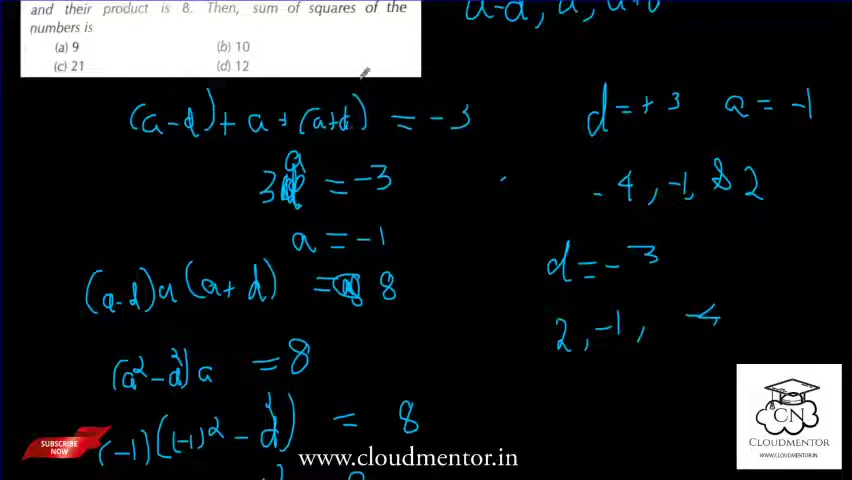 and their product is 8. Then, sum of squares of the
numbers is
(a) 9 (b) 10
(c) 21 (d) 12
a-d, a, a+d
(a-d) + a + (a+d) = -3
3a = -3
a = -1
(a-d)a(a+d) = 8
(a² - d²)a = 8
(-1)((-1)² - d²) = 8
d = +3 a = -1
-4, -1, & 2
d = -3
2, -1, -4
SUBSCRIBE
NOW
www.cloudmentor.in
CN
CLOUDMENTOR
WWW.CLOUDMENTOR.IN